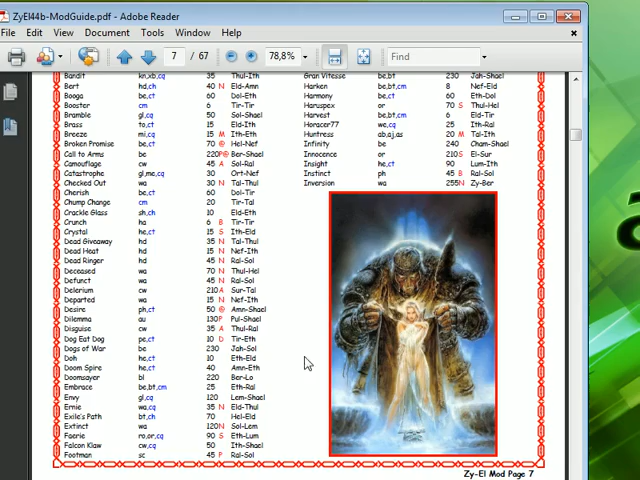 ZyEl44b-ModGuide.pdf - Adobe Reader
File Edit View Document Tools Window Help
7 / 67 78,8% Find
Bandit kn,xb,cq 35 Thul-Ith
Bert hd,ch 40 N Eld-Amn
Booga be,ct 60 Dol-Tir
Booster cm 6 Tir-Tir
Bramble gl,cq 50 Sol-Shael
Brass to,ct 15 Eld-Ith
Breeze mi,cq 15 M Ith-Eth
Broken Promise be,ct 70 @ Hel-Nef
Call to Arms be 220P@ Ber-Shael
Camouflage cw 45 A Sol-Ral
Catastrophe gl,me,cq 30 Ort-Nef
Checked Out wa 30 N Tal-Thul
Cherish be,ct 60 Dol-Tir
Chump Change cm 20 Tir-Tal
Crackle Glass sh,ch 10 Eld-Eth
Crunch ha 6 B Tir-Tir
Crystal he,ct 15 S Ith-Eld
Dead Giveaway hd 35 N Tal-Thul
Dead Heat hd 15 N Nef-Ith
Dead Ringer hd 45 N Ral-Sol
Deceased wa 70 N Thul-Hel
Defunct wa 45 N Ral-Sol
Delerium cw 210A Sur-Tal
Departed wa 15 N Nef-Ith
Desire ph,ct 50 @ Amn-Shael
Dilemma au 130P Pul-Shael
Disguise cw 35 A Thul-Ral
Dog Eat Dog pe,ct 10 D Tir-Eth
Dogs of War be 230 Jah-Sol
Doh he,ct 10 Eth-Eld
Doom Spire he,ct 40 Amn-Eth
Doomsayer bl 220 Ber-Lo
Embrace be,bt,cm 25 Eth-Ral
Envy gl,cq 120 Lem-Shael
Ernie wa,cq 35 N Eld-Thul
Exile's Path bt,ch 70 Hel-Eld
Extinct wa 120N Sol-Lem
Faerie ro,or,cq 90 S Eth-Lum
Falcon Klaw cw,cq 50 Ith-Shael
Footman sc 45 P Ral-Sol
Gran Vitesse be,bt 230 Jah-Shael
Harken be,bt,cm 8 Nef-Eld
Harmony be,ct 60 Eth-Dol
Haruspex or 70 S Thul-Hel
Harvest be,bt,cm 6 Eld-Tir
Horacer77 we,cq 25 Ith-Ral
Huntress ab,aj,as 20 M Tal-Ith
Infinity be 240 Cham-Shael
Innocence or 210S El-Sur
Insight he,ct 90 Lum-Ith
Instinct ph 45 B Ral-Sol
Inversion wa 255N Zy-Ber
Zy-El Mod Page 7